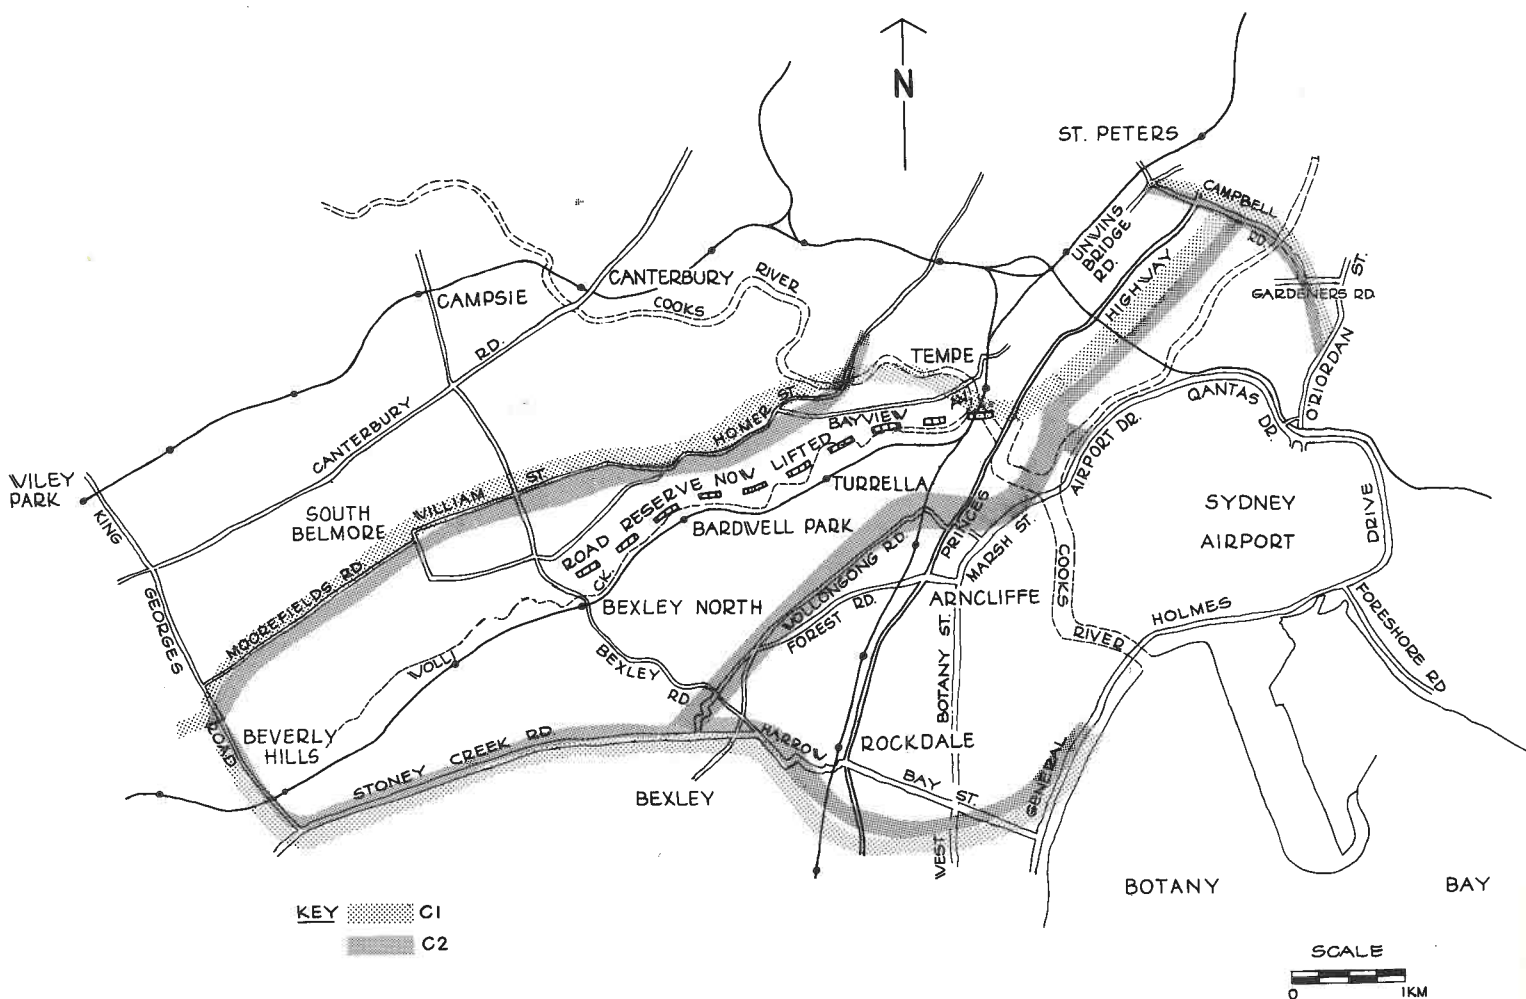 N
ST. PETERS
CAMPBELL
RD.
UNWINS
BRIDGE
RD.
HIGHWAY
ST.
GARDENERS RD.
O'RIORDAN
CANTERBURY
RIVER
COOKS
CAMPSIE
RD.
CANTERBURY
TEMPE
AV.
BAYVIEW
HOMER ST.
QANTAS
DR.
AIRPORT DR.
WILEY
PARK
KING
GEORGES
ROAD
SOUTH
BELMORE
WILLIAM ST.
MOOREFIELDS RD.
ROAD RESERVE NOW LIFTED
TURRELLA
BARDWELL PARK
SYDNEY
AIRPORT
DRIVE
PRINCES
MARSH ST.
COOKS
RIVER
WOLLI
CK.
BEXLEY NORTH
BEXLEY
RD.
WOLLONGONG RD.
FOREST RD.
ARNCLIFFE
HOLMES
FORESHORE RD
BEVERLY
HILLS
STONEY CREEK RD
HARROW
ROCKDALE
WEST BOTANY ST.
BAY ST.
GENERAL
BEXLEY
BOTANY BAY
KEY
C1
C2
SCALE
0 1KM